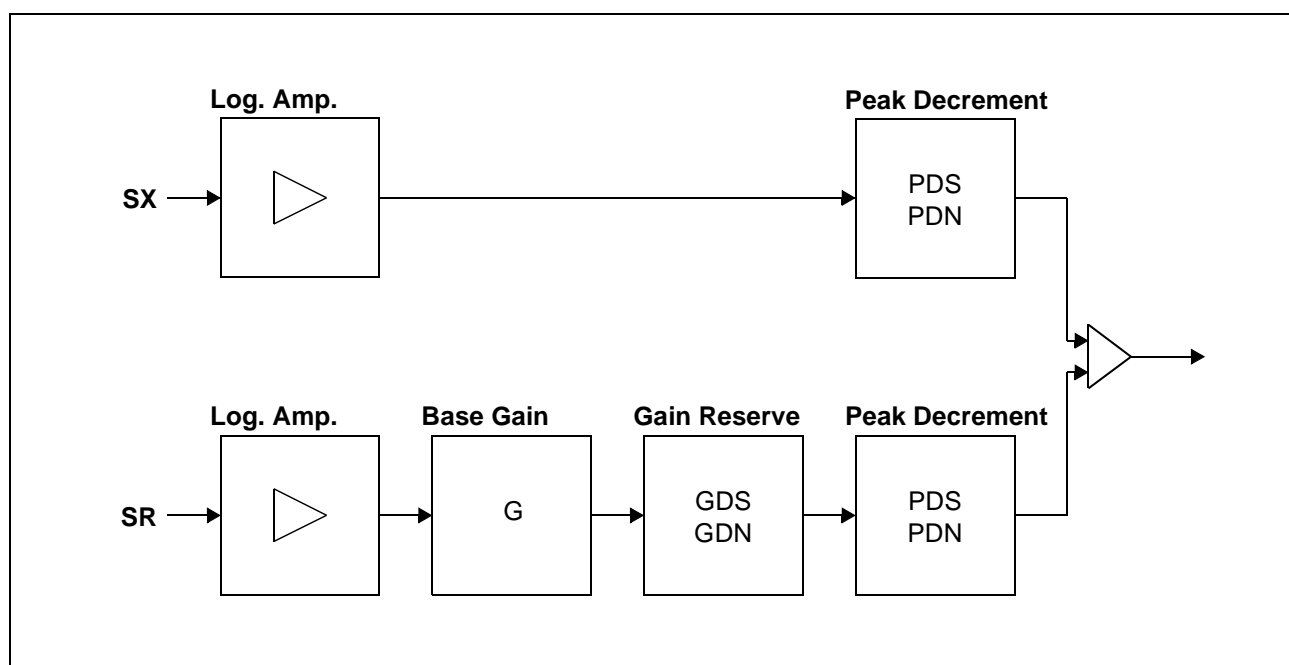 Log. Amp.
Peak Decrement
SX
PDS
PDN
Log. Amp.
Base Gain
Gain Reserve
Peak Decrement
SR
G
GDS
GDN
PDS
PDN